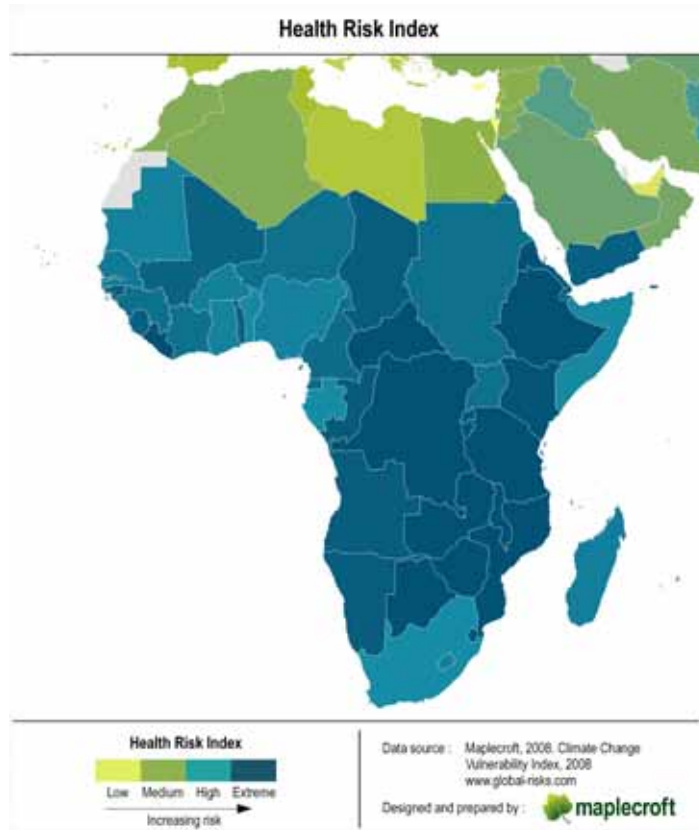 Health Risk Index
Health Risk Index
Low Medium High Extreme
Increasing risk
Data source : Maplecroft, 2008. Climate Change
Vulnerability Index, 2008
www.global-risks.com
Designed and prepared by : maplecroft